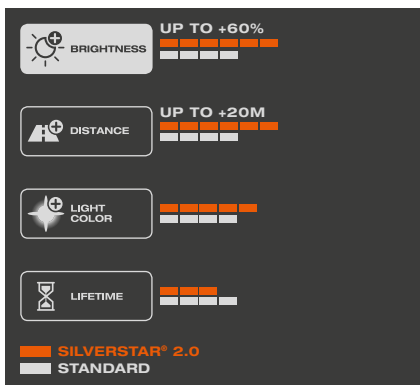 UP TO +60%
BRIGHTNESS
UP TO +20M
DISTANCE
LIGHT
COLOR
LIFETIME
SILVERSTAR® 2.0
STANDARD